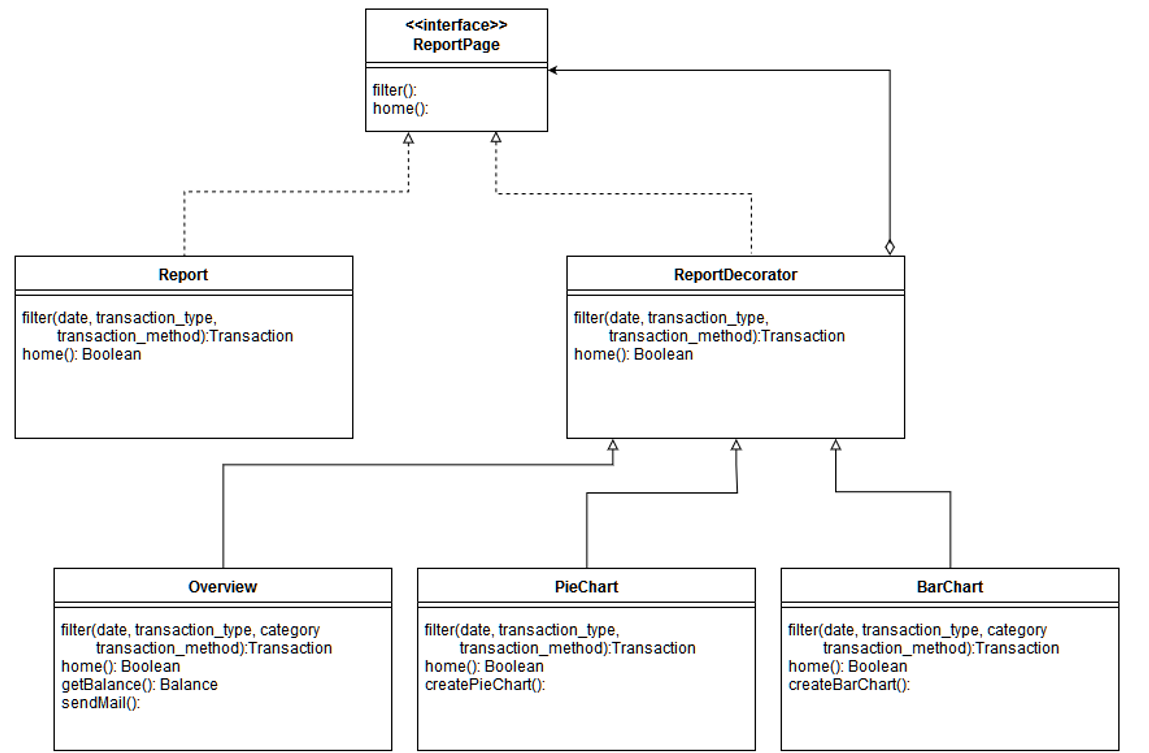 <<interface>>
ReportPage
filter():
home():
Report
filter(date, transaction_type,
transaction_method):Transaction
home(): Boolean
ReportDecorator
filter(date, transaction_type,
transaction_method):Transaction
home(): Boolean
Overview
filter(date, transaction_type, category
transaction_method):Transaction
home(): Boolean
getBalance(): Balance
sendMail():
PieChart
filter(date, transaction_type,
transaction_method):Transaction
home(): Boolean
createPieChart():
BarChart
filter(date, transaction_type, category
transaction_method):Transaction
home(): Boolean
createBarChart():